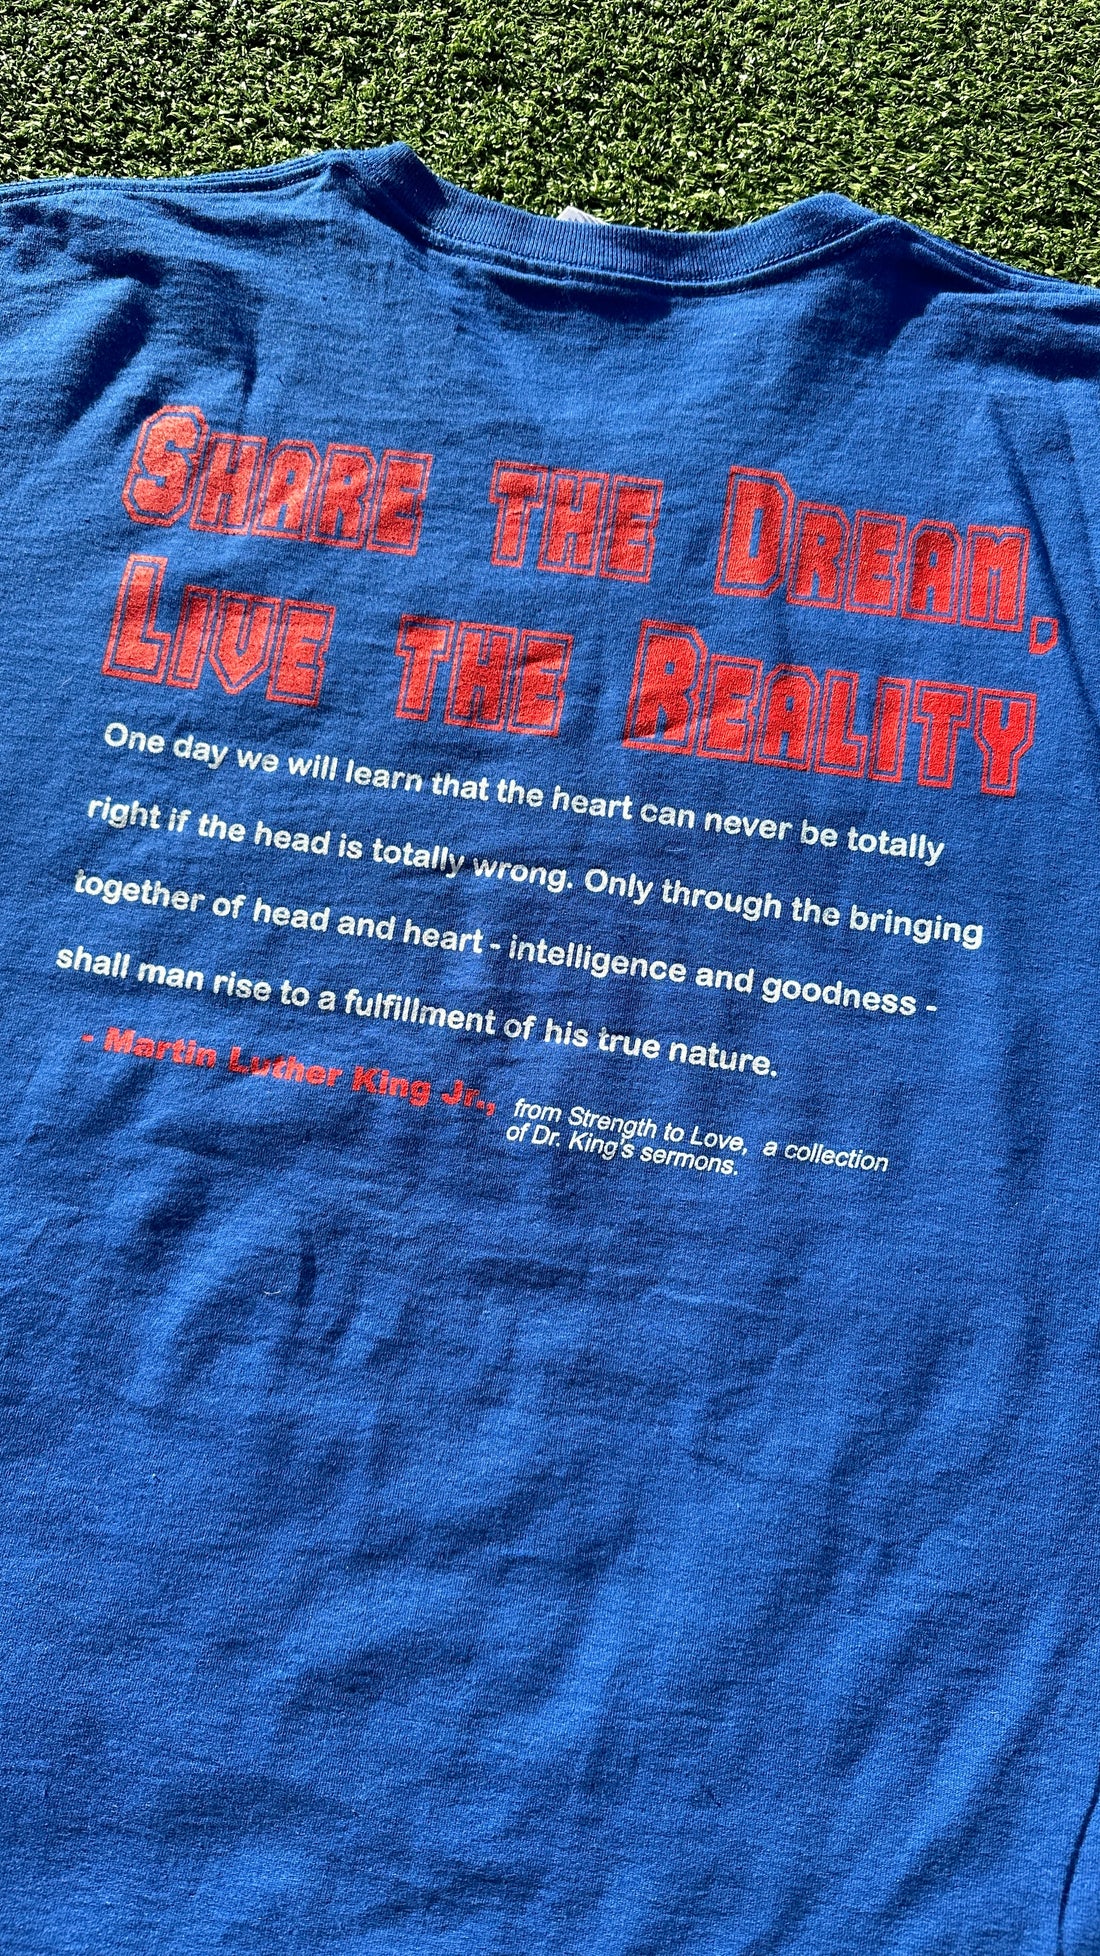 Share the Dream,
Live the Reality
One day we will learn that the heart can never be totally
right if the head is totally wrong. Only through the bringing
together of head and heart - intelligence and goodness -
shall man rise to a fulfillment of his true nature.
- Martin Luther King Jr.,
from Strength to Love, a collection
of Dr. King's sermons.